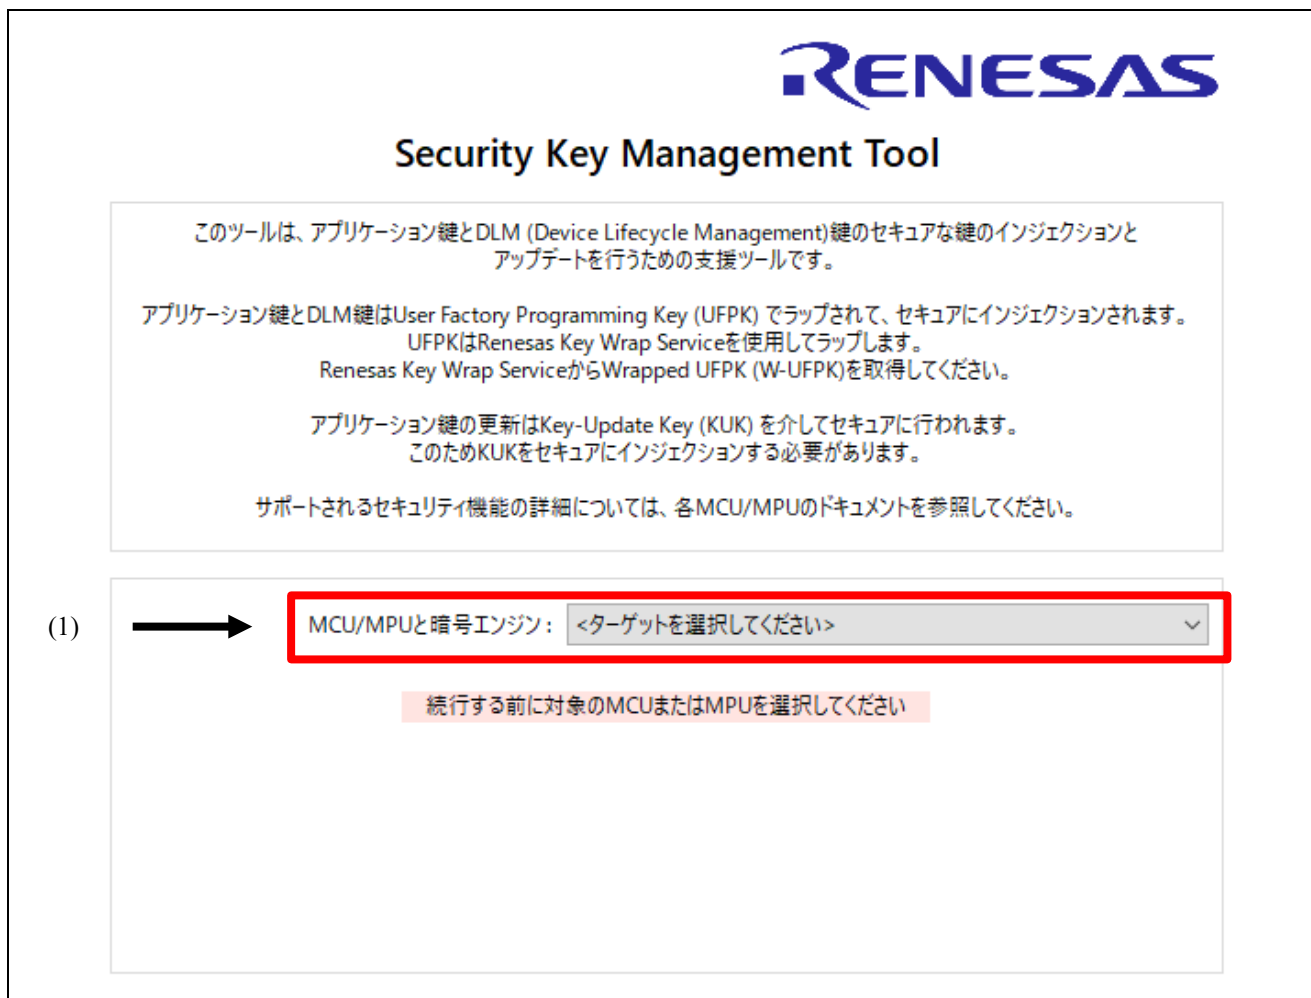 RENESAS
Security Key Management Tool
このツールは、アプリケーション鍵とDLM (Device Lifecycle Management)鍵のセキュアな鍵のインジェクションと
アップデートを行うための支援ツールです。
アプリケーション鍵とDLM鍵はUser Factory Programming Key (UFPK) でラップされて、セキュアにインジェクションされます。
UFPKはRenesas Key Wrap Serviceを使用してラップします。
Renesas Key Wrap ServiceからWrapped UFPK (W-UFPK)を取得してください。
アプリケーション鍵の更新はKey-Update Key (KUK) を介してセキュアに行われます。
このためKUKをセキュアにインジェクションする必要があります。
サポートされるセキュリティ機能の詳細については、各MCU/MPUのドキュメントを参照してください。
(1) MCU/MPUと暗号エンジン : <ターゲットを選択してください>
続行する前に対象のMCUまたはMPUを選択してください